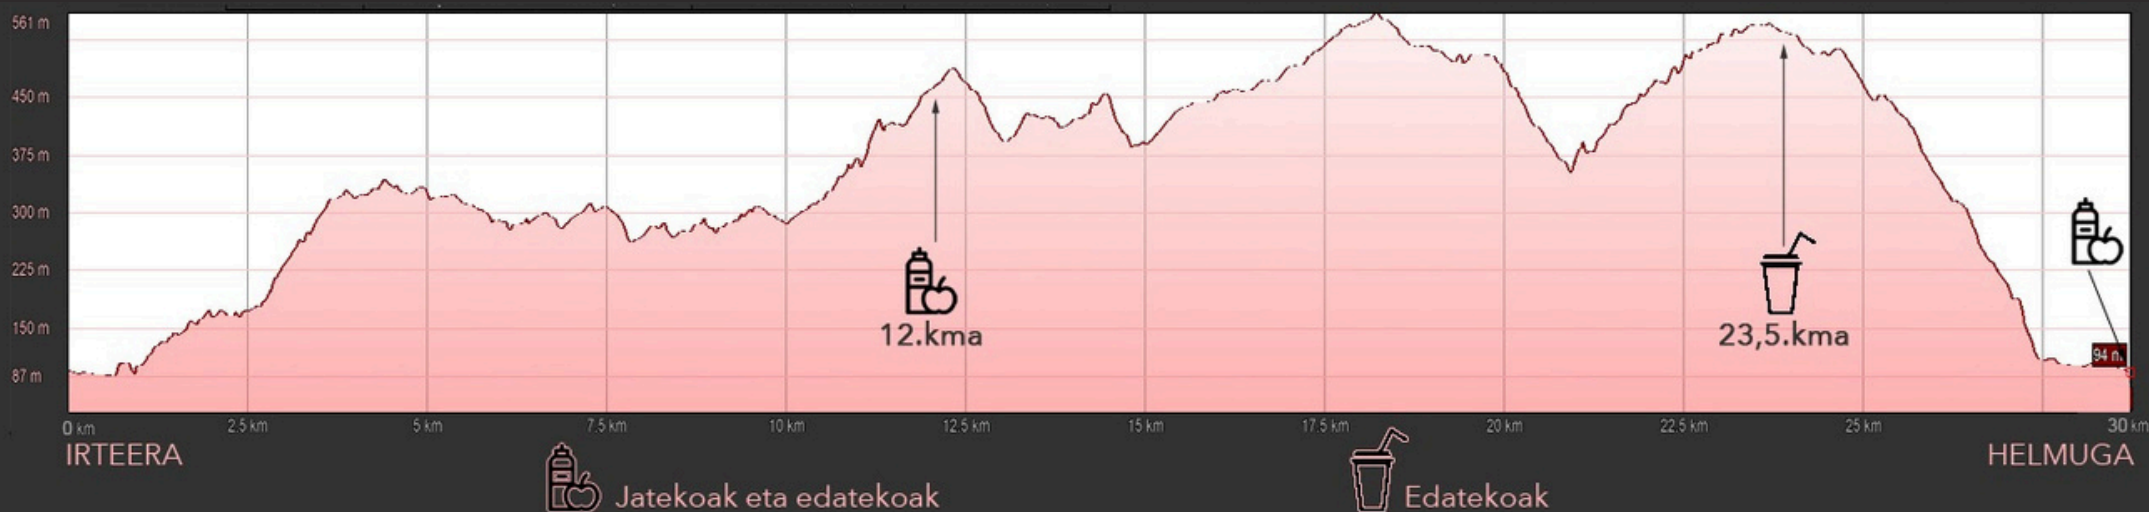 561 m
450 m
375 m
300 m
225 m
150 m
87 m
12.kma
23,5.kma
94 m
0 km 2.5 km 5 km 7.5 km 10 km 12.5 km 15 km 17.5 km 20 km 22.5 km 25 km 30 km
IRTEERA HELMUGA
Jatekoak eta edatekoak Edatekoak